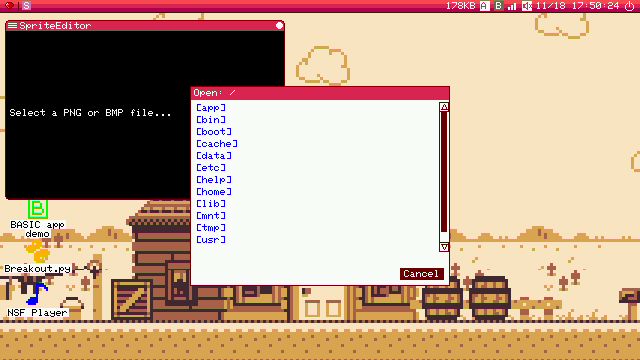 S 178KB A B 11/18 17:50:24
SpriteEditor
Select a PNG or BMP file...
Open: /
[app]
[bin]
[boot]
[cache]
[data]
[etc]
[help]
[home]
[lib]
[mnt]
[tmp]
[usr]
Cancel
B
BASIC app
demo
Breakout.py
NSF Player